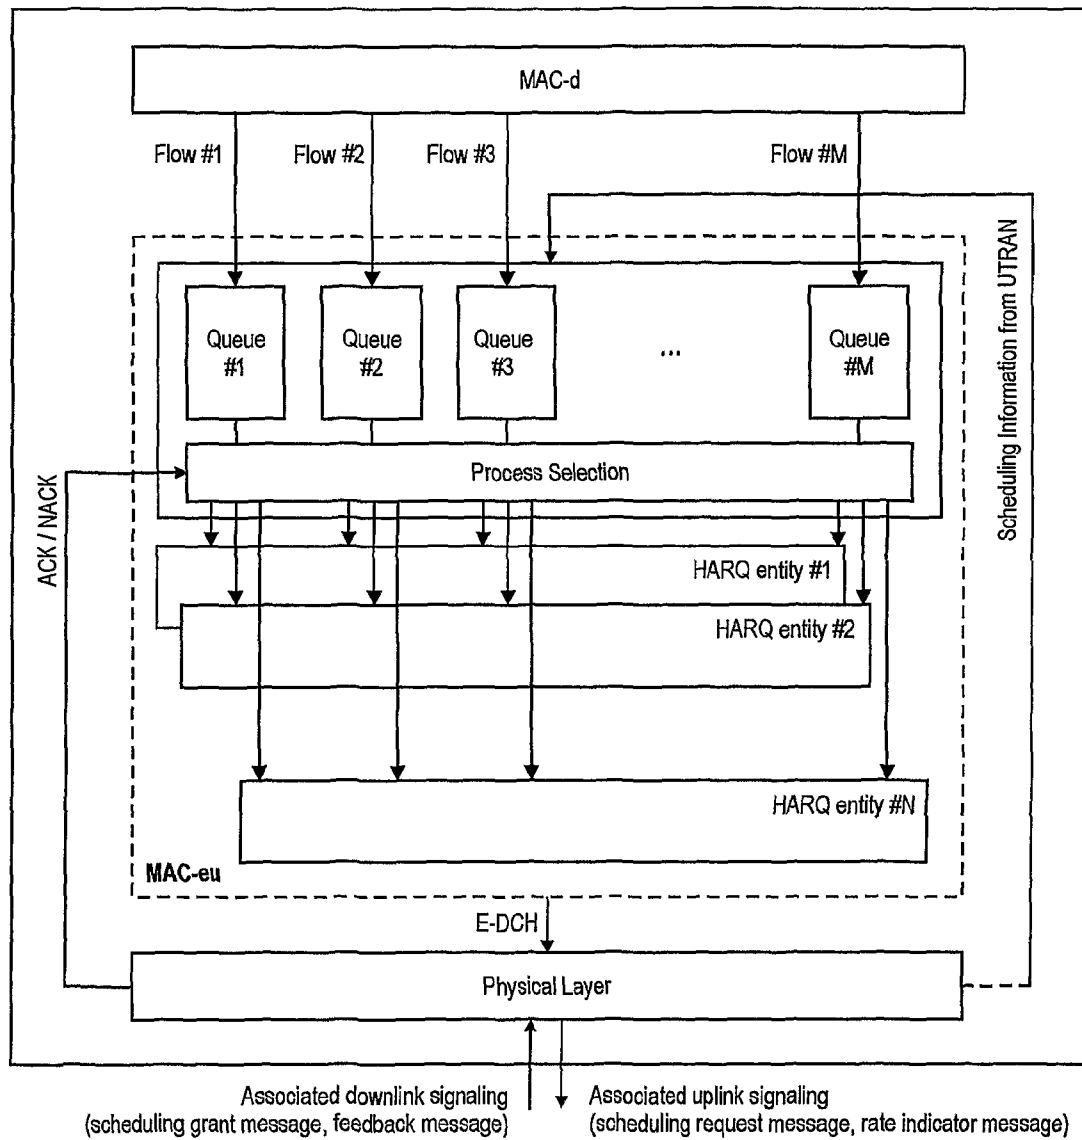 MAC-d
Flow #1
Flow #2
Flow #3
Flow #M
Queue
#1
Queue
#2
Queue
#3
...
Queue
#M
Process Selection
Scheduling Information from UTRAN
ACK / NACK
HARQ entity #1
HARQ entity #2
HARQ entity #N
MAC-eu
E-DCH
Physical Layer
Associated downlink signaling
(scheduling grant message, feedback message)
Associated uplink signaling
(scheduling request message, rate indicator message)